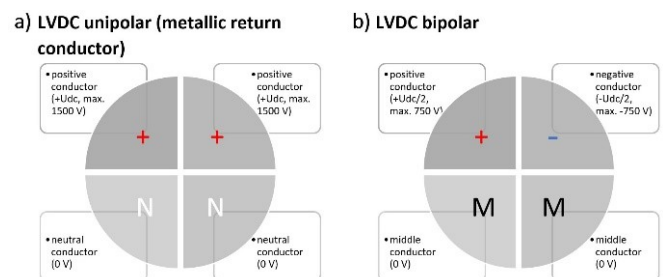 a) LVDC unipolar (metallic return
conductor)
• positive
conductor
(+Udc, max.
1500 V)
• positive
conductor
(+Udc, max.
1500 V)
+
+
N
N
• neutral
conductor
(0 V)
• neutral
conductor
(0 V)
b) LVDC bipolar
• positive
conductor
(+Udc/2,
max. 750 V)
• negative
conductor
(-Udc/2,
max. -750 V)
+
-
M
M
• middle
conductor
(0 V)
• middle
conductor
(0 V)